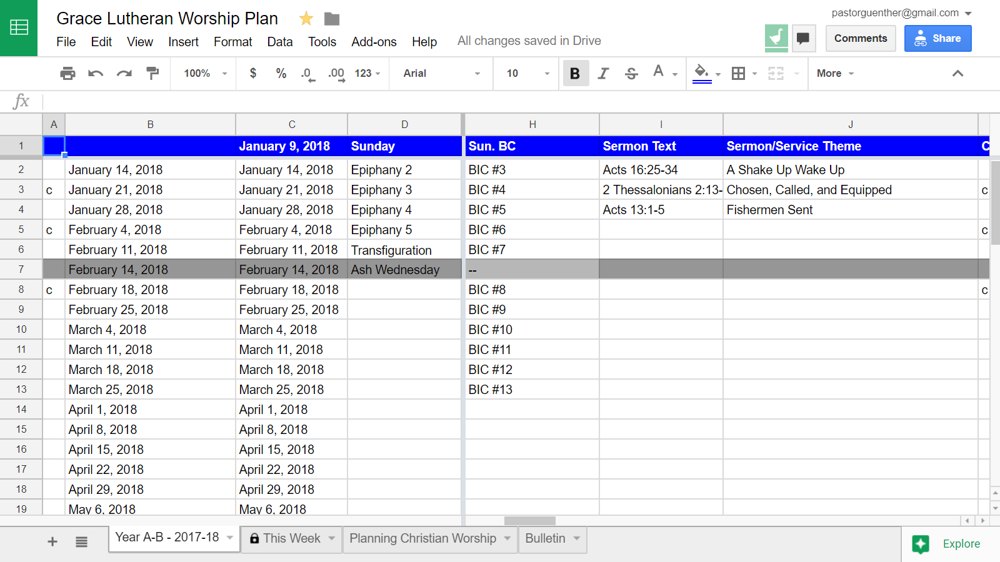 Grace Lutheran Worship Plan
pastorguenther@gmail.com
File Edit View Insert Format Data Tools Add-ons Help All changes saved in Drive
Comments Share
100% $ % .0 .00 123 Arial 10 B I S A More
fx
A B C D H I J
1 January 9, 2018 Sunday Sun. BC Sermon Text Sermon/Service Theme C
2 January 14, 2018 January 14, 2018 Epiphany 2 BIC #3 Acts 16:25-34 A Shake Up Wake Up
3 c January 21, 2018 January 21, 2018 Epiphany 3 BIC #4 2 Thessalonians 2:13- Chosen, Called, and Equipped c
4 January 28, 2018 January 28, 2018 Epiphany 4 BIC #5 Acts 13:1-5 Fishermen Sent
5 c February 4, 2018 February 4, 2018 Epiphany 5 BIC #6 c
6 February 11, 2018 February 11, 2018 Transfiguration BIC #7
7 February 14, 2018 February 14, 2018 Ash Wednesday --
8 c February 18, 2018 February 18, 2018 BIC #8 c
9 February 25, 2018 February 25, 2018 BIC #9
10 March 4, 2018 March 4, 2018 BIC #10
11 March 11, 2018 March 11, 2018 BIC #11
12 March 18, 2018 March 18, 2018 BIC #12
13 March 25, 2018 March 25, 2018 BIC #13
14 April 1, 2018 April 1, 2018
15 April 8, 2018 April 8, 2018
16 April 15, 2018 April 15, 2018
17 April 22, 2018 April 22, 2018
18 April 29, 2018 April 29, 2018
19 May 6, 2018 May 6, 2018
Year A-B - 2017-18 This Week Planning Christian Worship Bulletin Explore